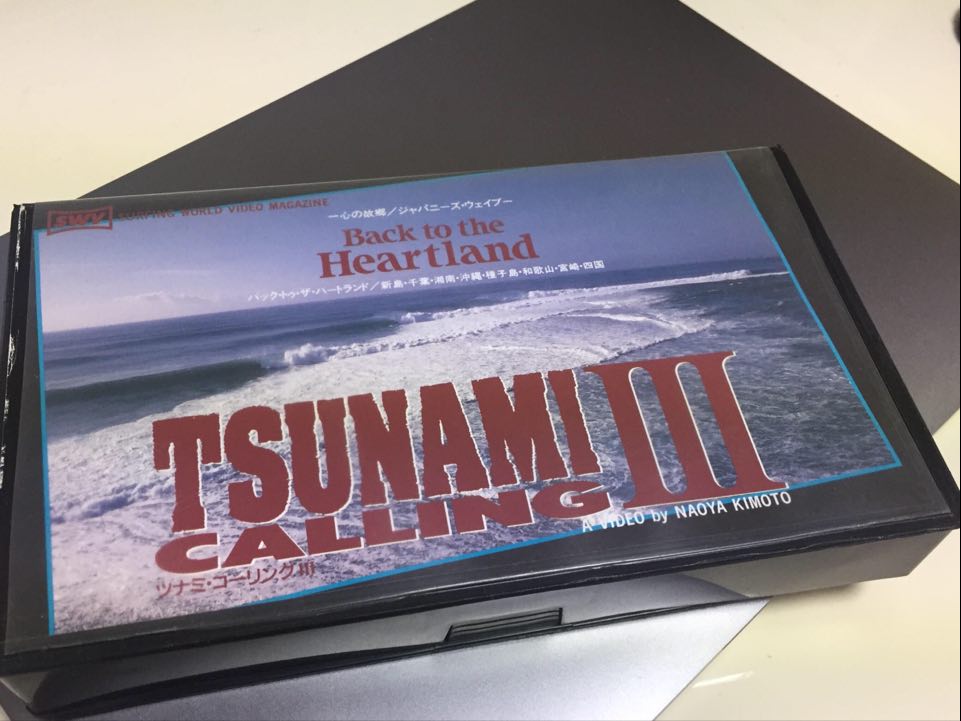 SWV SURFING WORLD VIDEO MAGAZINE
—心の故郷/ジャパニーズ・ウェイブ—
Back to the
Heartland
バック・トゥ・ザ・ハートランド/新島・千葉・湘南・沖縄・種子島・和歌山・宮崎・四国
TSUNAMI III
CALLING
A VIDEO by NAOYA KIMOTO
ツナミ・コーリングIII